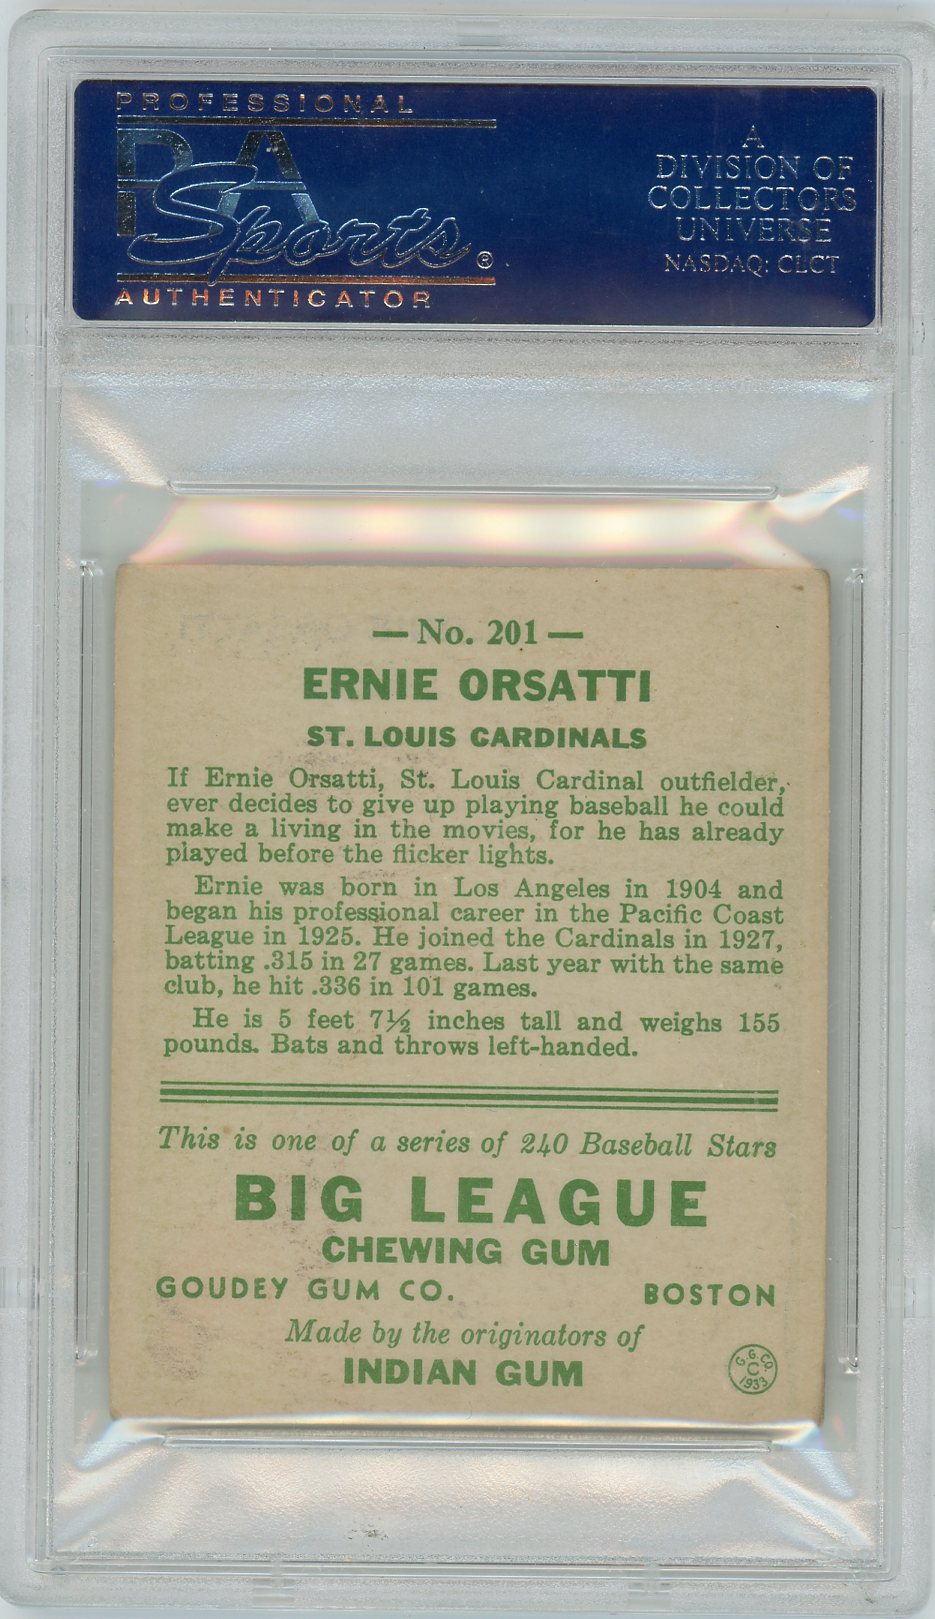 PROFESSIONAL
PSA
Sports®
AUTHENTICATOR
A
DIVISION OF
COLLECTORS
UNIVERSE
NASDAQ: CLCT
— No. 201 —
ERNIE ORSATTI
ST. LOUIS CARDINALS
If Ernie Orsatti, St. Louis Cardinal outfielder,
ever decides to give up playing baseball he could
make a living in the movies, for he has already
played before the flicker lights.
Ernie was born in Los Angeles in 1904 and
began his professional career in the Pacific Coast
League in 1925. He joined the Cardinals in 1927,
batting .315 in 27 games. Last year with the same
club, he hit .336 in 101 games.
He is 5 feet 7½ inches tall and weighs 155
pounds. Bats and throws left-handed.
This is one of a series of 240 Baseball Stars
BIG LEAGUE
CHEWING GUM
GOUDEY GUM CO. BOSTON
Made by the originators of
INDIAN GUM
G.G.CO.
C
1933